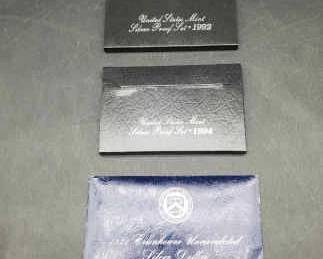 United States Mint
Silver Proof Set · 1992
United States Mint
Silver Proof Set · 1994
Eisenhower Uncirculated
Silver Dollar